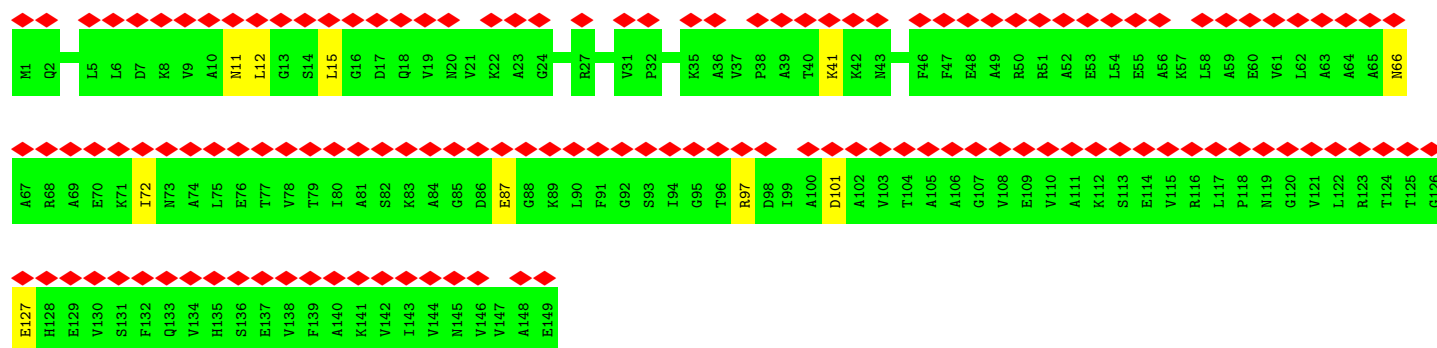 M1 Q2 L5 L6 D7 K8 V9 A10 N11 L12 G13 S14 L15 G16 D17 Q18 V19 N20 V21 K22 A23 G24 R27 V31 P32 K35 A36 V37 P38 A39 T40 K41 K42 N43 F46 F47 E48 A49 R50 R51 A52 E53 L54 E55 A56 K57 L58 A59 E60 V61 L62 A63 A64 A65 N66
A67 R68 A69 E70 K71 I72 N73 A74 L75 E76 T77 V78 T79 I80 A81 S82 K83 A84 G85 D86 E87 G88 K89 L90 F91 G92 S93 I94 G95 T96 R97 D98 I99 A100 D101 A102 V103 T104 A105 A106 G107 V108 E109 V110 A111 K112 S113 E114 V115 R116 L117 P118 N119 G120 V121 L122 R123 T124 T125 G126
E127 H128 E129 V130 S131 F132 Q133 V134 H135 S136 E137 V138 F139 A140 K141 V142 I143 V144 N145 V146 V147 A148 E149